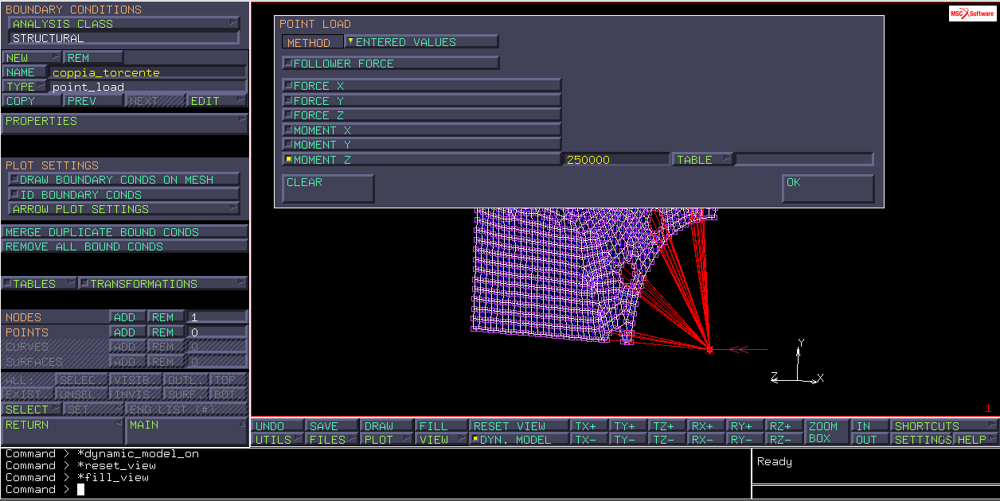 BOUNDARY CONDITIONS
ANALYSIS CLASS
STRUCTURAL
NEW REM
NAME coppia_torcente
TYPE point_load
COPY PREV NEXT EDIT
PROPERTIES
PLOT SETTINGS
DRAW BOUNDARY CONDS ON MESH
ID BOUNDARY CONDS
ARROW PLOT SETTINGS
MERGE DUPLICATE BOUND CONDS
REMOVE ALL BOUND CONDS
TABLES TRANSFORMATIONS
NODES ADD REM 1
POINTS ADD REM 0
CURVES ADD REM 0
SURFACES ADD REM 0
ALL: SELEC. VISIB. OUTL. TOP
EXIST. UNSEL. INVIS. SURF. BOT
SELECT SET END LIST (#)
RETURN MAIN
POINT LOAD
METHOD ENTERED VALUES
FOLLOWER FORCE
FORCE X
FORCE Y
FORCE Z
MOMENT X
MOMENT Y
MOMENT Z 250000 TABLE
CLEAR OK
MSC Software
Y
Z X
1
UNDO SAVE DRAW FILL RESET VIEW TX+ TY+ TZ+ RX+ RY+ RZ+ ZOOM IN SHORTCUTS
UTILS FILES PLOT VIEW DYN. MODEL TX- TY- TZ- RX- RY- RZ- BOX OUT SETTINGS HELP
Command > *dynamic_model_on
Command > *reset_view
Command > *fill_view
Command >
Ready